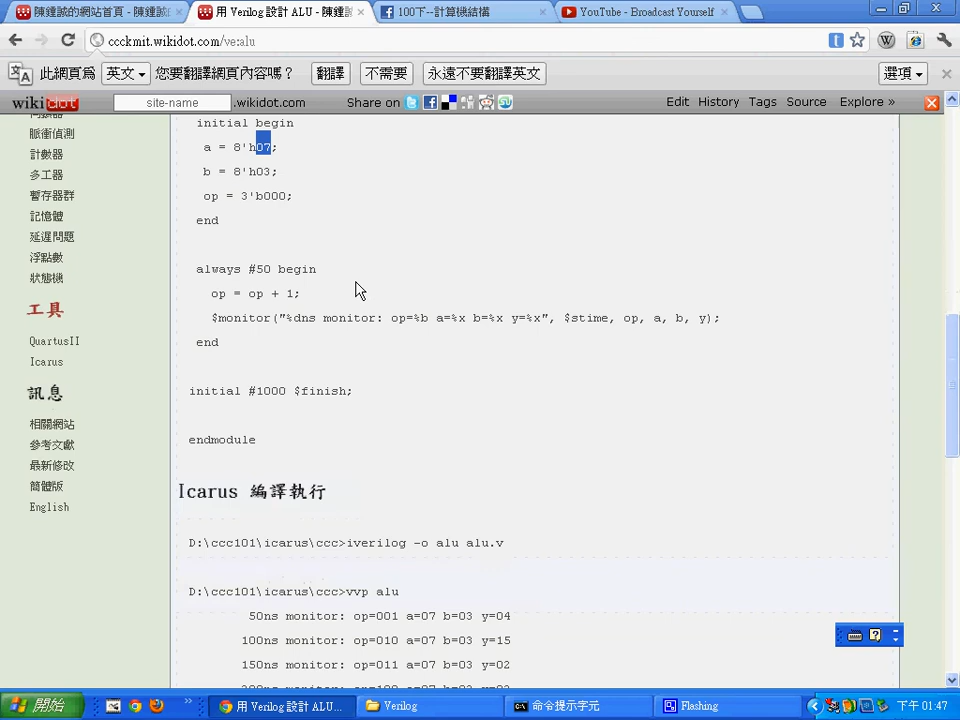 陳鍾誠的網站首頁 - 陳鍾誠
用 Verilog 設計 ALU - 陳鍾誠
100下--計算機結構
YouTube - Broadcast Yourself
ccckmit.wikidot.com/ve:alu
此網頁為 英文 您要翻譯網頁內容嗎？ 翻譯 不需要 永遠不要翻譯英文 選項
wikidot site-name .wikidot.com Share on Edit History Tags Source Explore »
脈衝偵測
計數器
多工器
暫存器群
記憶體
延遲問題
浮點數
狀態機
工具
QuartusII
Icarus
訊息
相關網站
參考文獻
最新修改
簡體版
English
initial begin
a = 8'h07;
b = 8'h03;
op = 3'b000;
end
always #50 begin
op = op + 1;
$monitor("%dns monitor: op=%b a=%x b=%x y=%x", $stime, op, a, b, y);
end
initial #1000 $finish;
endmodule
Icarus 編譯執行
D:\ccc101\icarus\ccc>iverilog -o alu alu.v
D:\ccc101\icarus\ccc>vvp alu
50ns monitor: op=001 a=07 b=03 y=04
100ns monitor: op=010 a=07 b=03 y=15
150ns monitor: op=011 a=07 b=03 y=02
開始 用 Verilog 設計 ALU... Verilog 命令提示字元 Flashing 下午 01:47